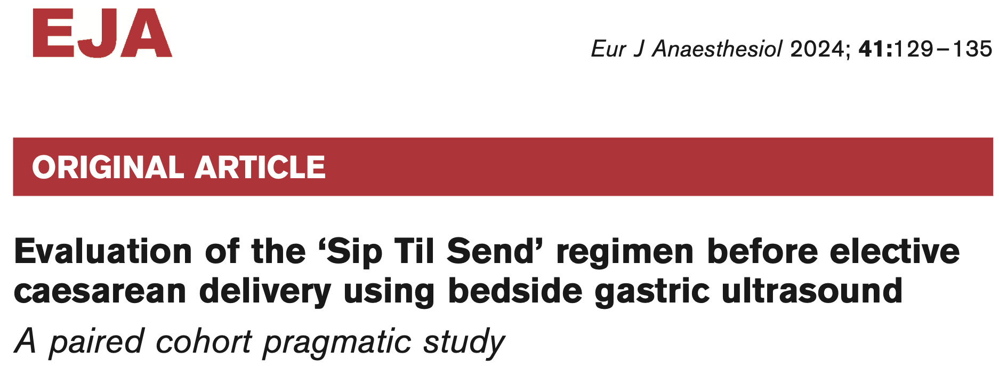 EJA
Eur J Anaesthesiol 2024; 41:129–135
ORIGINAL ARTICLE
Evaluation of the ‘Sip Til Send’ regimen before elective
caesarean delivery using bedside gastric ultrasound
A paired cohort pragmatic study